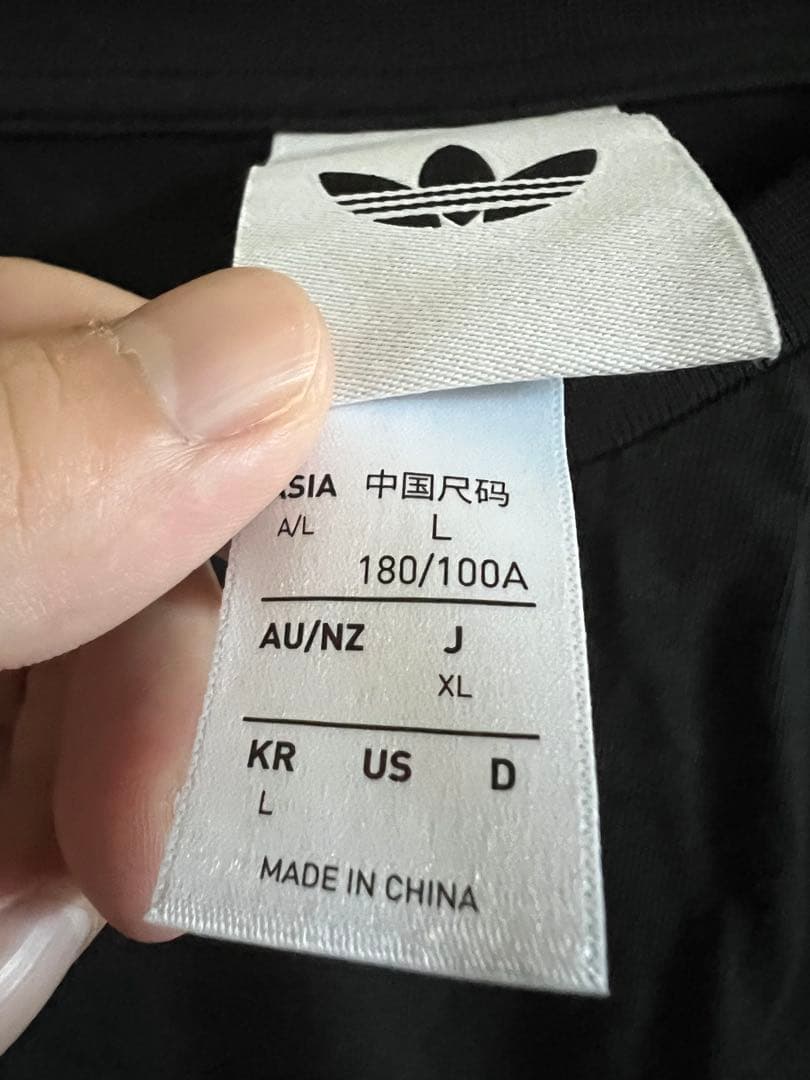 ASIA 中国尺码
A/L L
180/100A
AU/NZ J
XL
KR US D
L
MADE IN CHINA